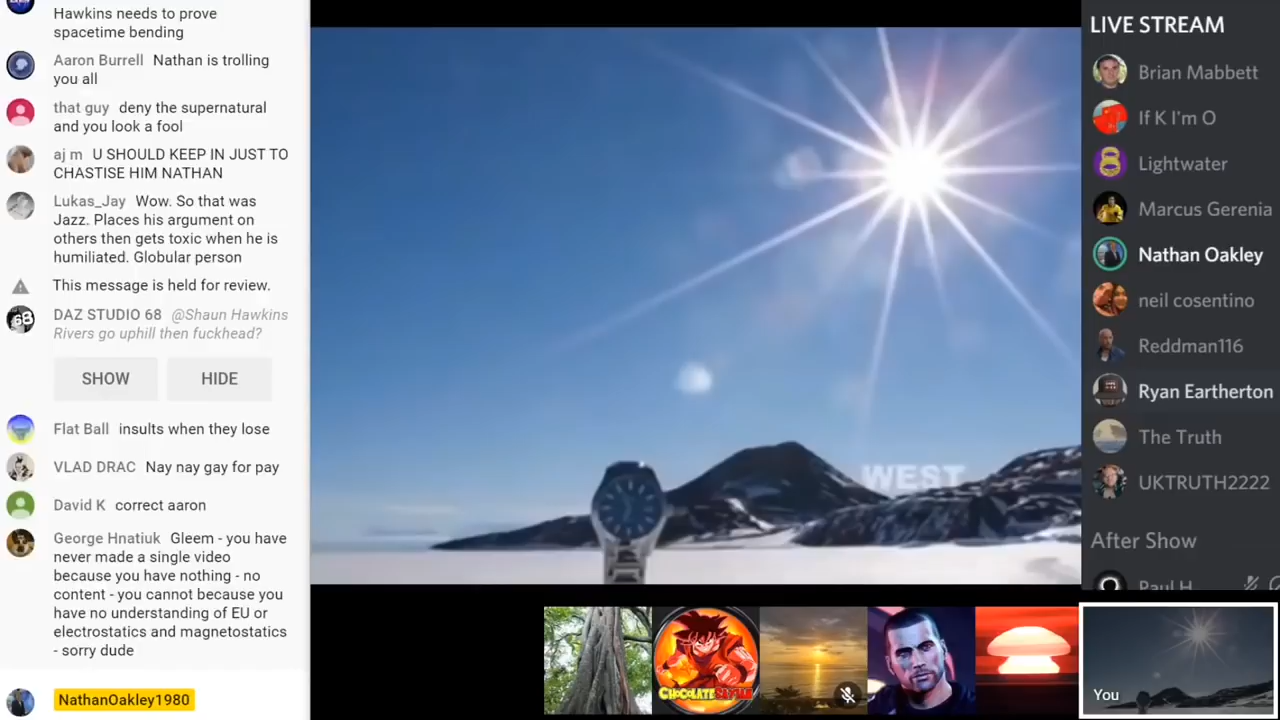 Hawkins needs to prove
spacetime bending
Aaron Burrell Nathan is trolling
you all
that guy deny the supernatural
and you look a fool
aj m U SHOULD KEEP IN JUST TO
CHASTISE HIM NATHAN
Lukas_Jay Wow. So that was
Jazz. Places his argument on
others then gets toxic when he is
humiliated. Globular person
This message is held for review.
DAZ STUDIO 68 @Shaun Hawkins
Rivers go uphill then fuckhead?
SHOW HIDE
Flat Ball insults when they lose
VLAD DRAC Nay nay gay for pay
David K correct aaron
George Hnatiuk Gleem - you have
never made a single video
because you have nothing - no
content - you cannot because you
have no understanding of EU or
electrostatics and magnetostatics
- sorry dude
NathanOakley1980
WEST
LIVE STREAM
Brian Mabbett
If K I'm O
Lightwater
Marcus Gerenia
Nathan Oakley
neil cosentino
Reddman116
Ryan Eartherton
The Truth
UKTRUTH2222
After Show
Paul H
68
CHOCOLATE SAIYAN
You